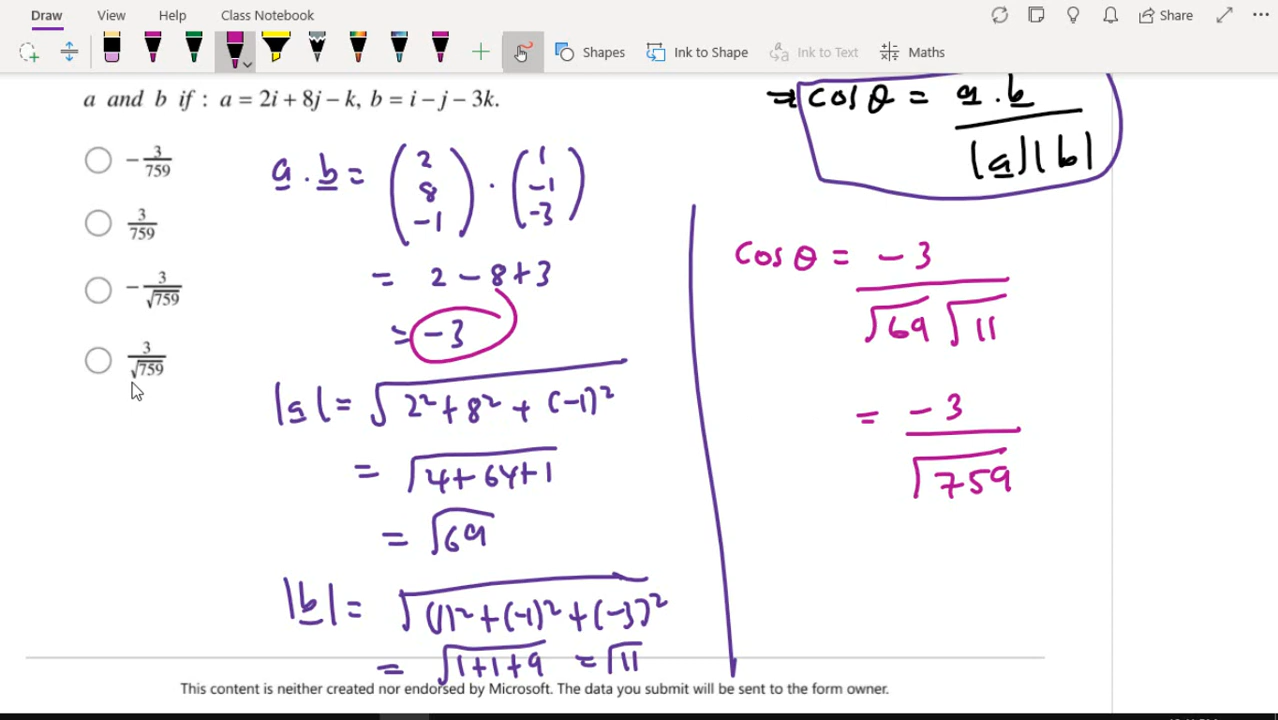 Draw View Help Class Notebook Share
Shapes Ink to Shape Ink to Text Maths
a and b if : a = 2i + 8j − k, b = i − j − 3k.
⇒ cos θ = a . b / |a||b|
− 3/759
3/759
− 3/√759
3/√759
a . b = (2 8 −1) . (1 −1 −3)
= 2 − 8 + 3
= −3
|a| = √2² + 8² + (−1)²
= √4 + 64 + 1
= √69
|b| = √(1)² + (−1)² + (−3)²
= √1 + 1 + 9 = √11
cos θ = −3 / √69 √11
= −3 / √759
This content is neither created nor endorsed by Microsoft. The data you submit will be sent to the form owner.